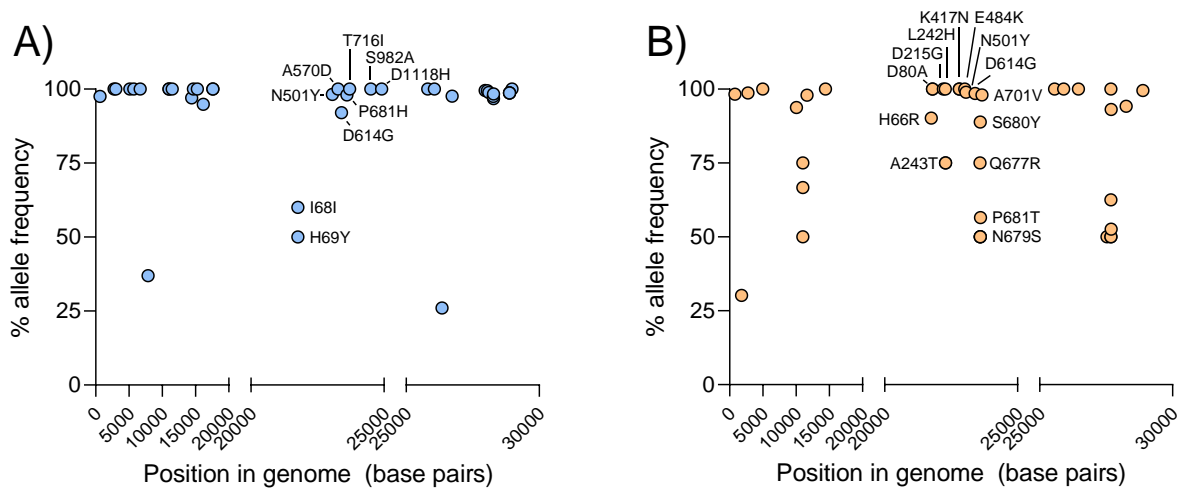 A)
T716I
S982A
A570D
D1118H
N501Y
P681H
D614G
I68I
H69Y
100
75
50
25
0
% allele frequency
0
5000
10000
15000
20000
20000
25000
25000
30000
Position in genome (base pairs)
B)
K417N
E484K
L242H
N501Y
D215G
D614G
D80A
A701V
H66R
S680Y
A243T
Q677R
P681T
N679S
100
75
50
25
0
% allele frequency
0
5000
10000
15000
20000
20000
25000
25000
30000
Position in genome (base pairs)